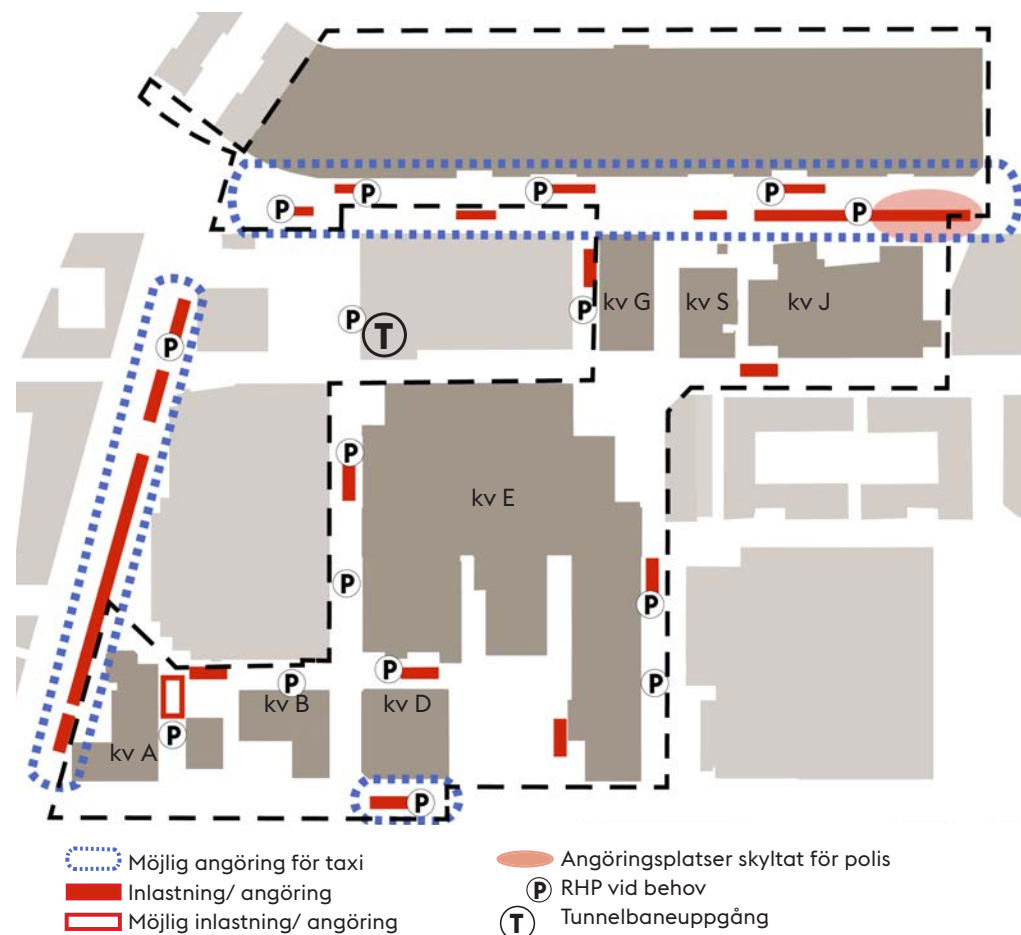 P
P
P
P
P
P
P
T
kv G
kv S
kv J
P
P
P
kv E
P
P
P
P
P
kv B
kv D
P
kv A
P
Möjlig angöring för taxi
Inlastning/ angöring
Möjlig inlastning/ angöring
Angöringsplatser skyltat för polis
P RHP vid behov
T Tunnelbaneuppgång